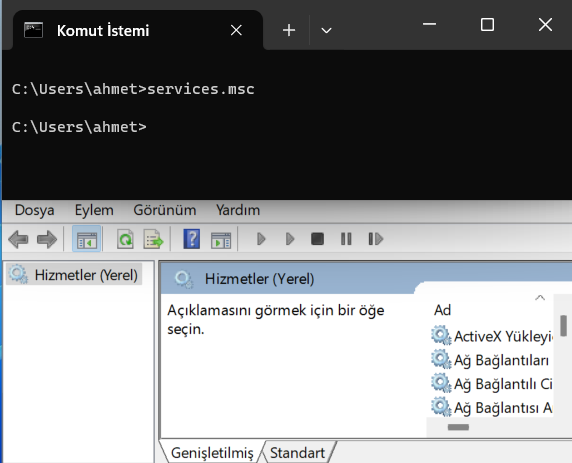 Komut İstemi
C:\Users\ahmet>services.msc
C:\Users\ahmet>
Dosya Eylem Görünüm Yardım
Hizmetler (Yerel)
Hizmetler (Yerel)
Açıklamasını görmek için bir öğe
seçin.
Ad
ActiveX Yükleyi
Ağ Bağlantıları
Ağ Bağlantılı Ci
Ağ Bağlantısı A
Genişletilmiş Standart